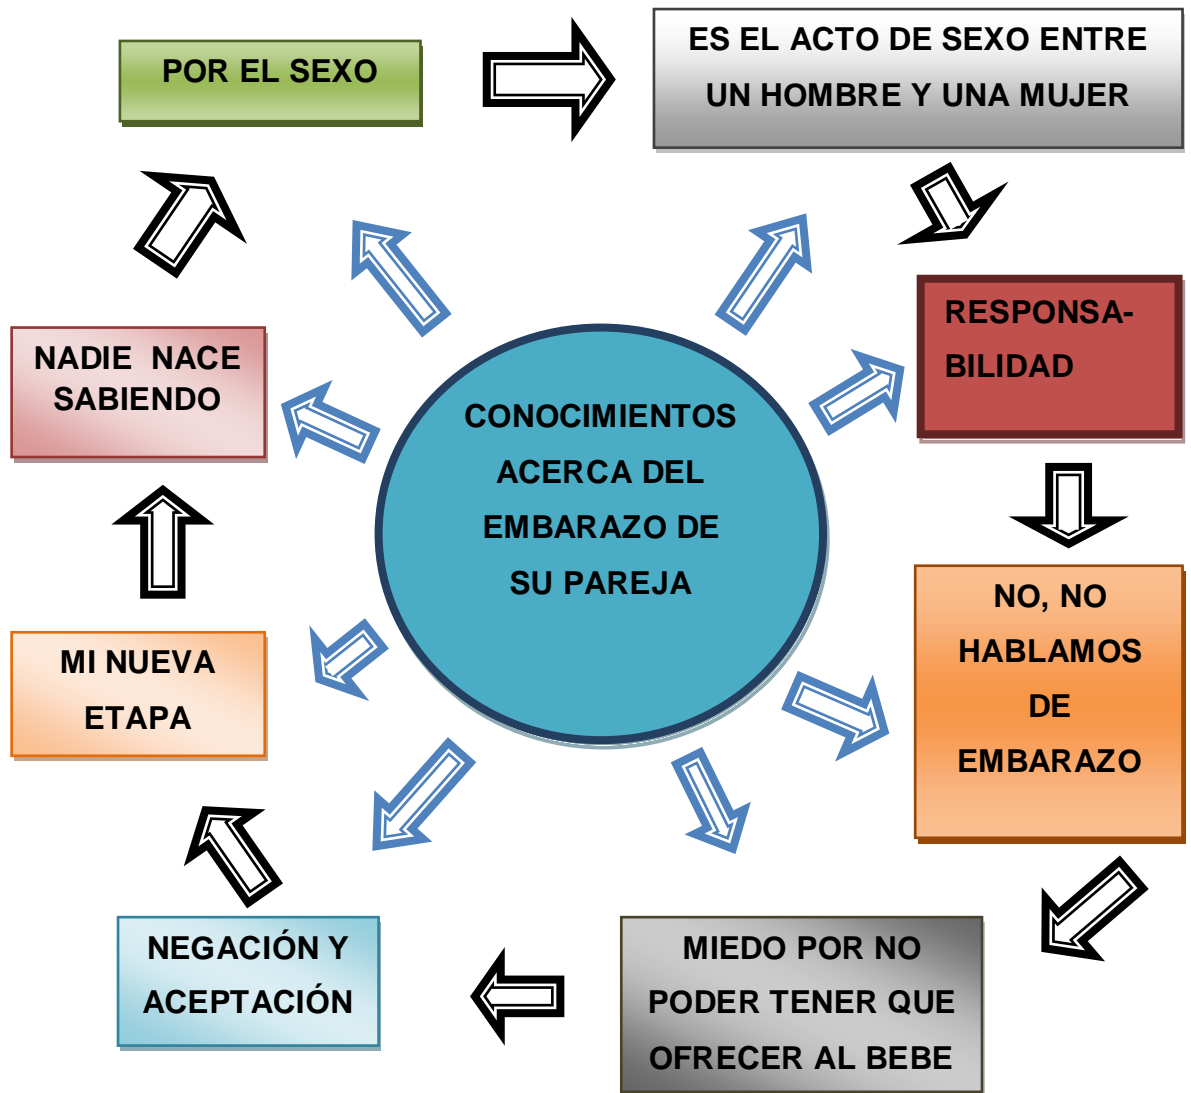 POR EL SEXO
ES EL ACTO DE SEXO ENTRE
UN HOMBRE Y UNA MUJER
RESPONSA-
BILIDAD
NO, NO
HABLAMOS
DE
EMBARAZO
MIEDO POR NO
PODER TENER QUE
OFRECER AL BEBE
NEGACIÓN Y
ACEPTACIÓN
MI NUEVA
ETAPA
NADIE NACE
SABIENDO
CONOCIMIENTOS
ACERCA DEL
EMBARAZO DE
SU PAREJA